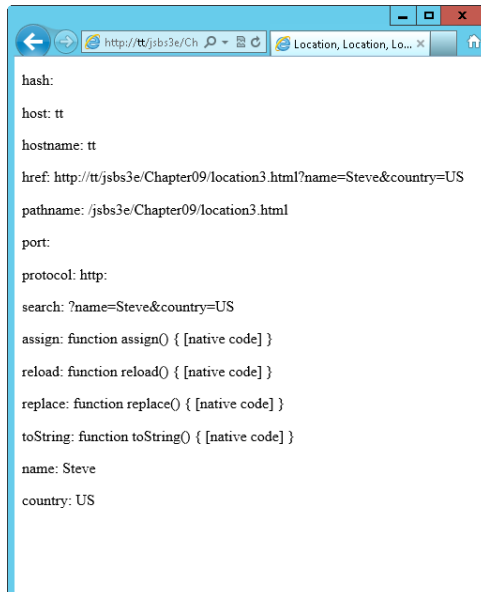 http://tt/jsbs3e/Ch
Location, Location, Lo...
hash:
host: tt
hostname: tt
href: http://tt/jsbs3e/Chapter09/location3.html?name=Steve&country=US
pathname: /jsbs3e/Chapter09/location3.html
port:
protocol: http:
search: ?name=Steve&country=US
assign: function assign() { [native code] }
reload: function reload() { [native code] }
replace: function replace() { [native code] }
toString: function toString() { [native code] }
name: Steve
country: US